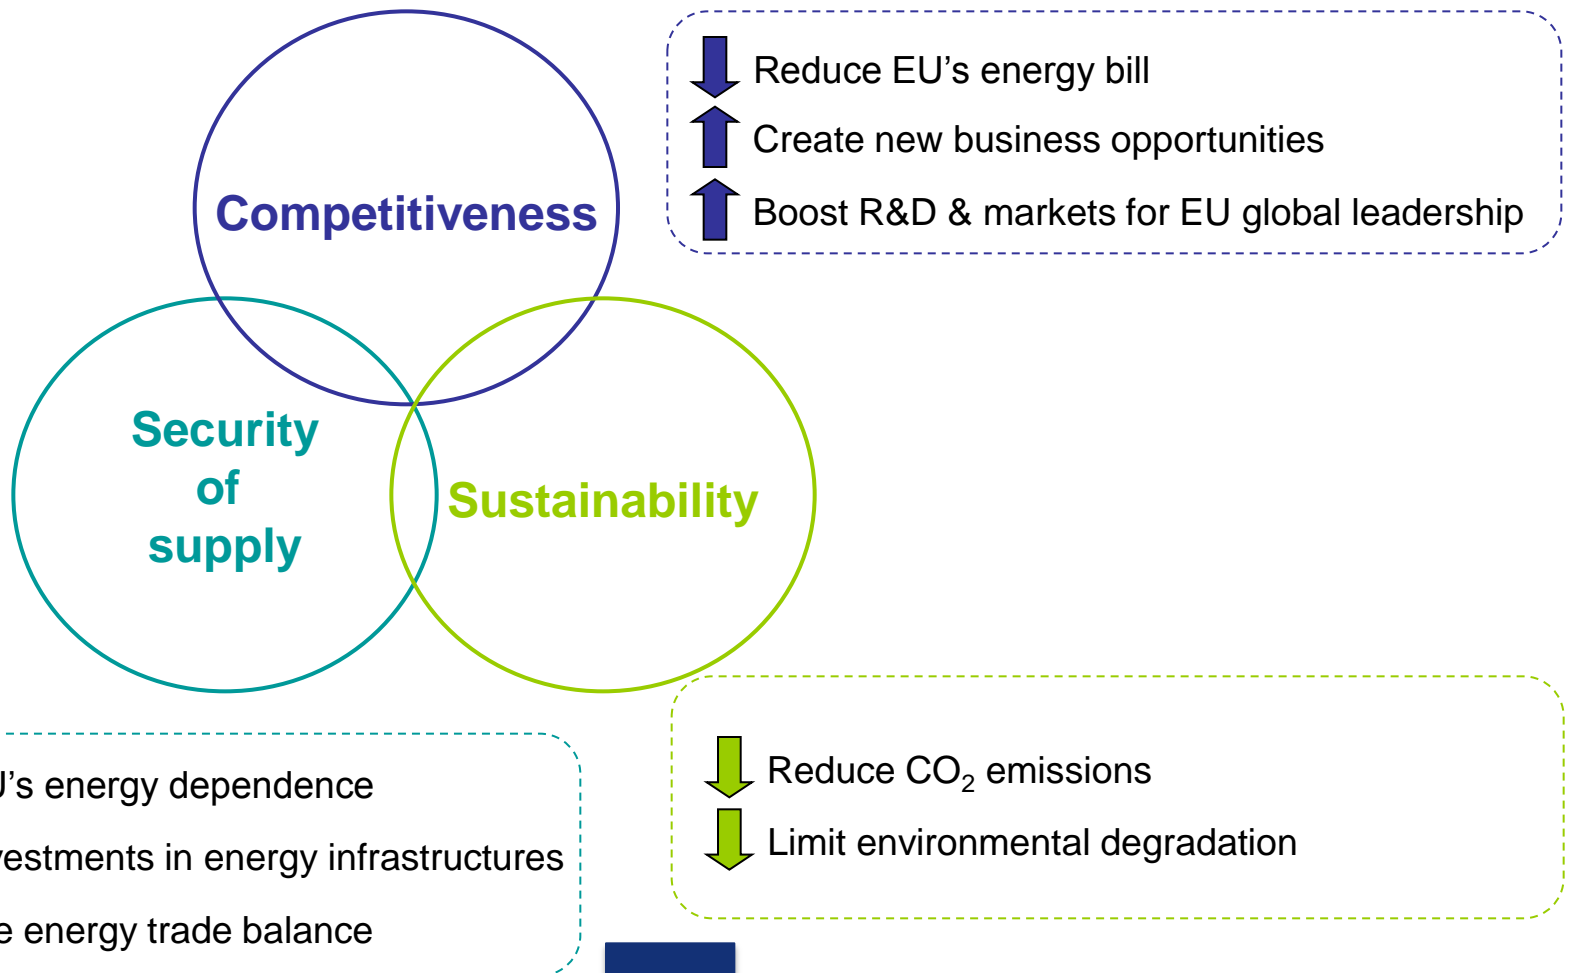 Reduce EU’s energy bill
Create new business opportunities
Boost R&D & markets for EU global leadership
Competitiveness
Security
of
supply
Sustainability
Reduce CO₂ emissions
Limit environmental degradation
’s energy dependence
in energy infrastructures
energy trade balance